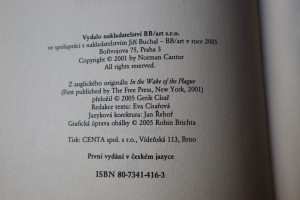 Vydalo nakladatelství BB/art s.r.o.
ve spolupráci s nakladatelstvím Jiří Buchal – BB/art v roce 2005
Bořivojova 75, Praha 3
Copyright © 2001 by Norman Cantor
All rights reserved.
Z anglického originálu In the Wake of the Plague
(First published by The Free Press, New York, 2001)
přeložil © 2005 Gerik Císař
Redakce textu: Eva Císařová
Jazyková korektura: Jan Řehoř
Grafická úprava obálky © 2005 Robin Brichta
Tisk: CENTA spol. s r.o., Vídeňská 113, Brno
První vydání v českém jazyce
ISBN 80-7341-416-3